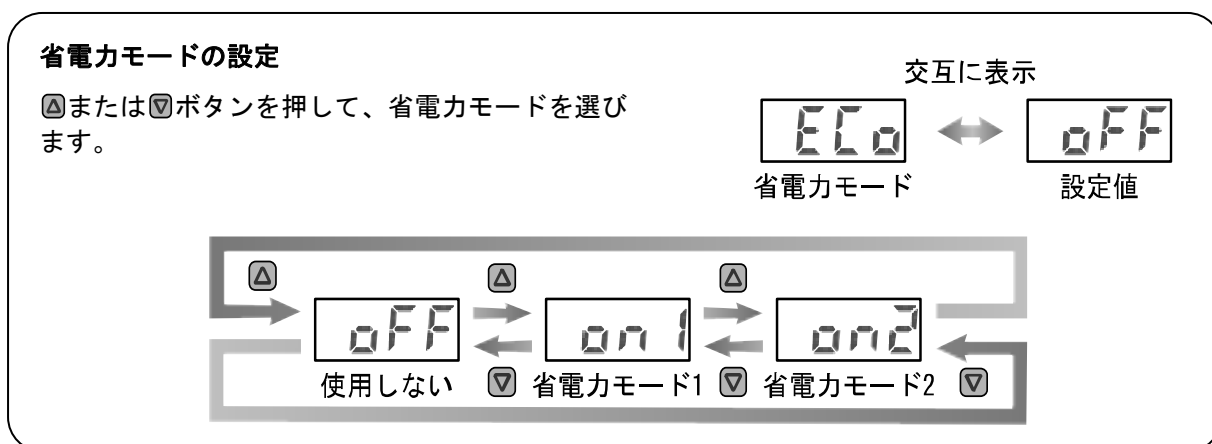 省電力モードの設定
△または▽ボタンを押して、省電力モードを選び
ます。
交互に表示
ECo
oFF
省電力モード
設定値
△
△
△
oFF
on1
on2
使用しない
▽
省電力モード1
▽
省電力モード2
▽